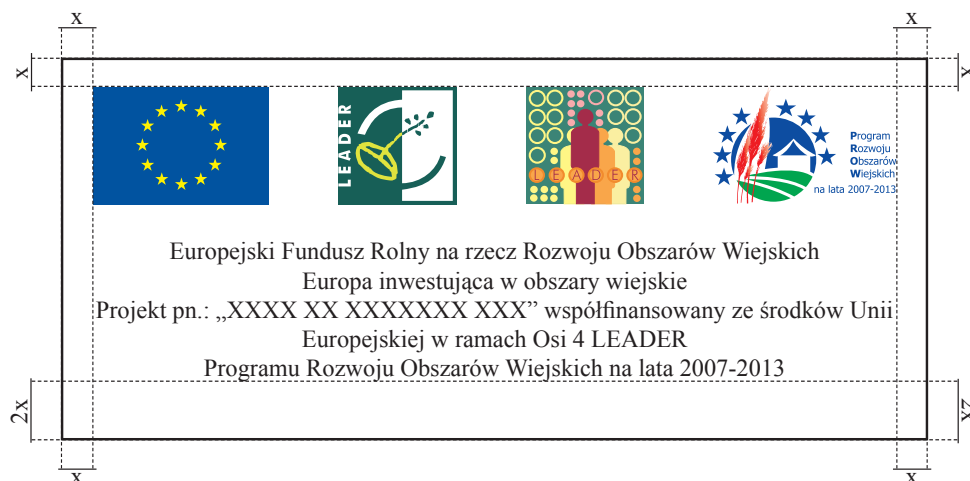 x x
x x
LEADER
LEADER
Program
Rozwoju
Obszarów
Wiejskich
na lata 2007-2013
Europejski Fundusz Rolny na rzecz Rozwoju Obszarów Wiejskich
Europa inwestująca w obszary wiejskie
Projekt pn.: „XXXX XX XXXXXXX XXX” współfinansowany ze środków Unii
Europejskiej w ramach Osi 4 LEADER
Programu Rozwoju Obszarów Wiejskich na lata 2007-2013
2x 2x
x x